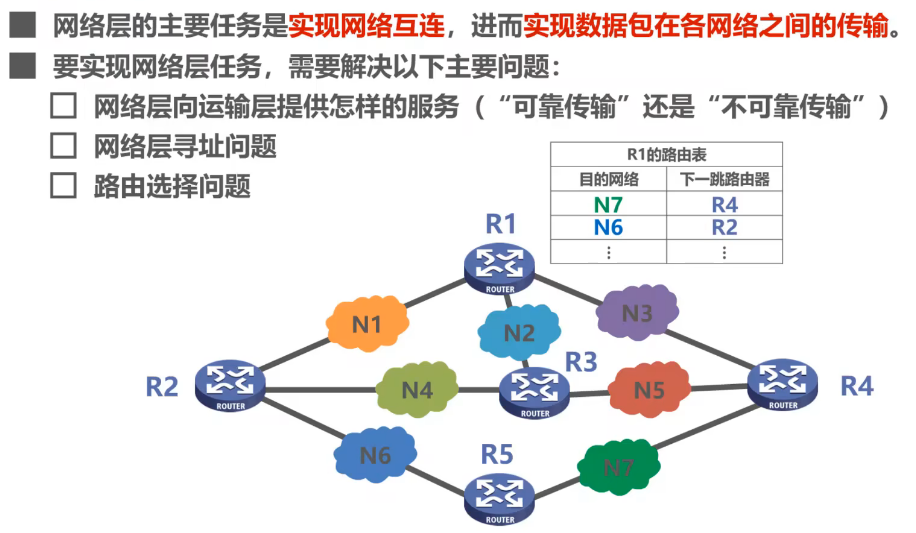 网络层的主要任务是实现网络互连，进而实现数据包在各网络之间的传输。
要实现网络层任务，需要解决以下主要问题：
网络层向运输层提供怎样的服务（“可靠传输”还是“不可靠传输”）
网络层寻址问题
路由选择问题
R1的路由表
目的网络 下一跳路由器
N7 R4
N6 R2
⋮ ⋮
R1
ROUTER
N1
N2
N3
R2
ROUTER
N4
R3
ROUTER
N5
R4
ROUTER
N6
R5
ROUTER
N7